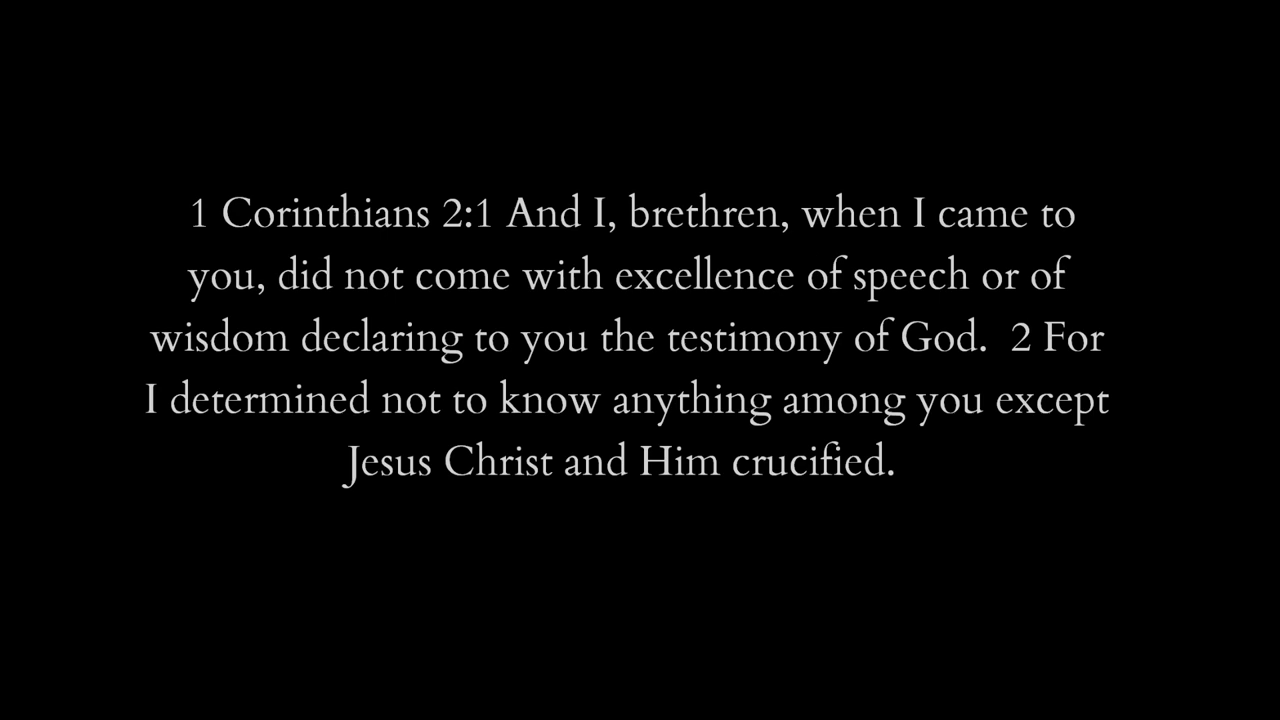 1 Corinthians 2:1 And I, brethren, when I came to
you, did not come with excellence of speech or of
wisdom declaring to you the testimony of God.  2 For
I determined not to know anything among you except
Jesus Christ and Him crucified.